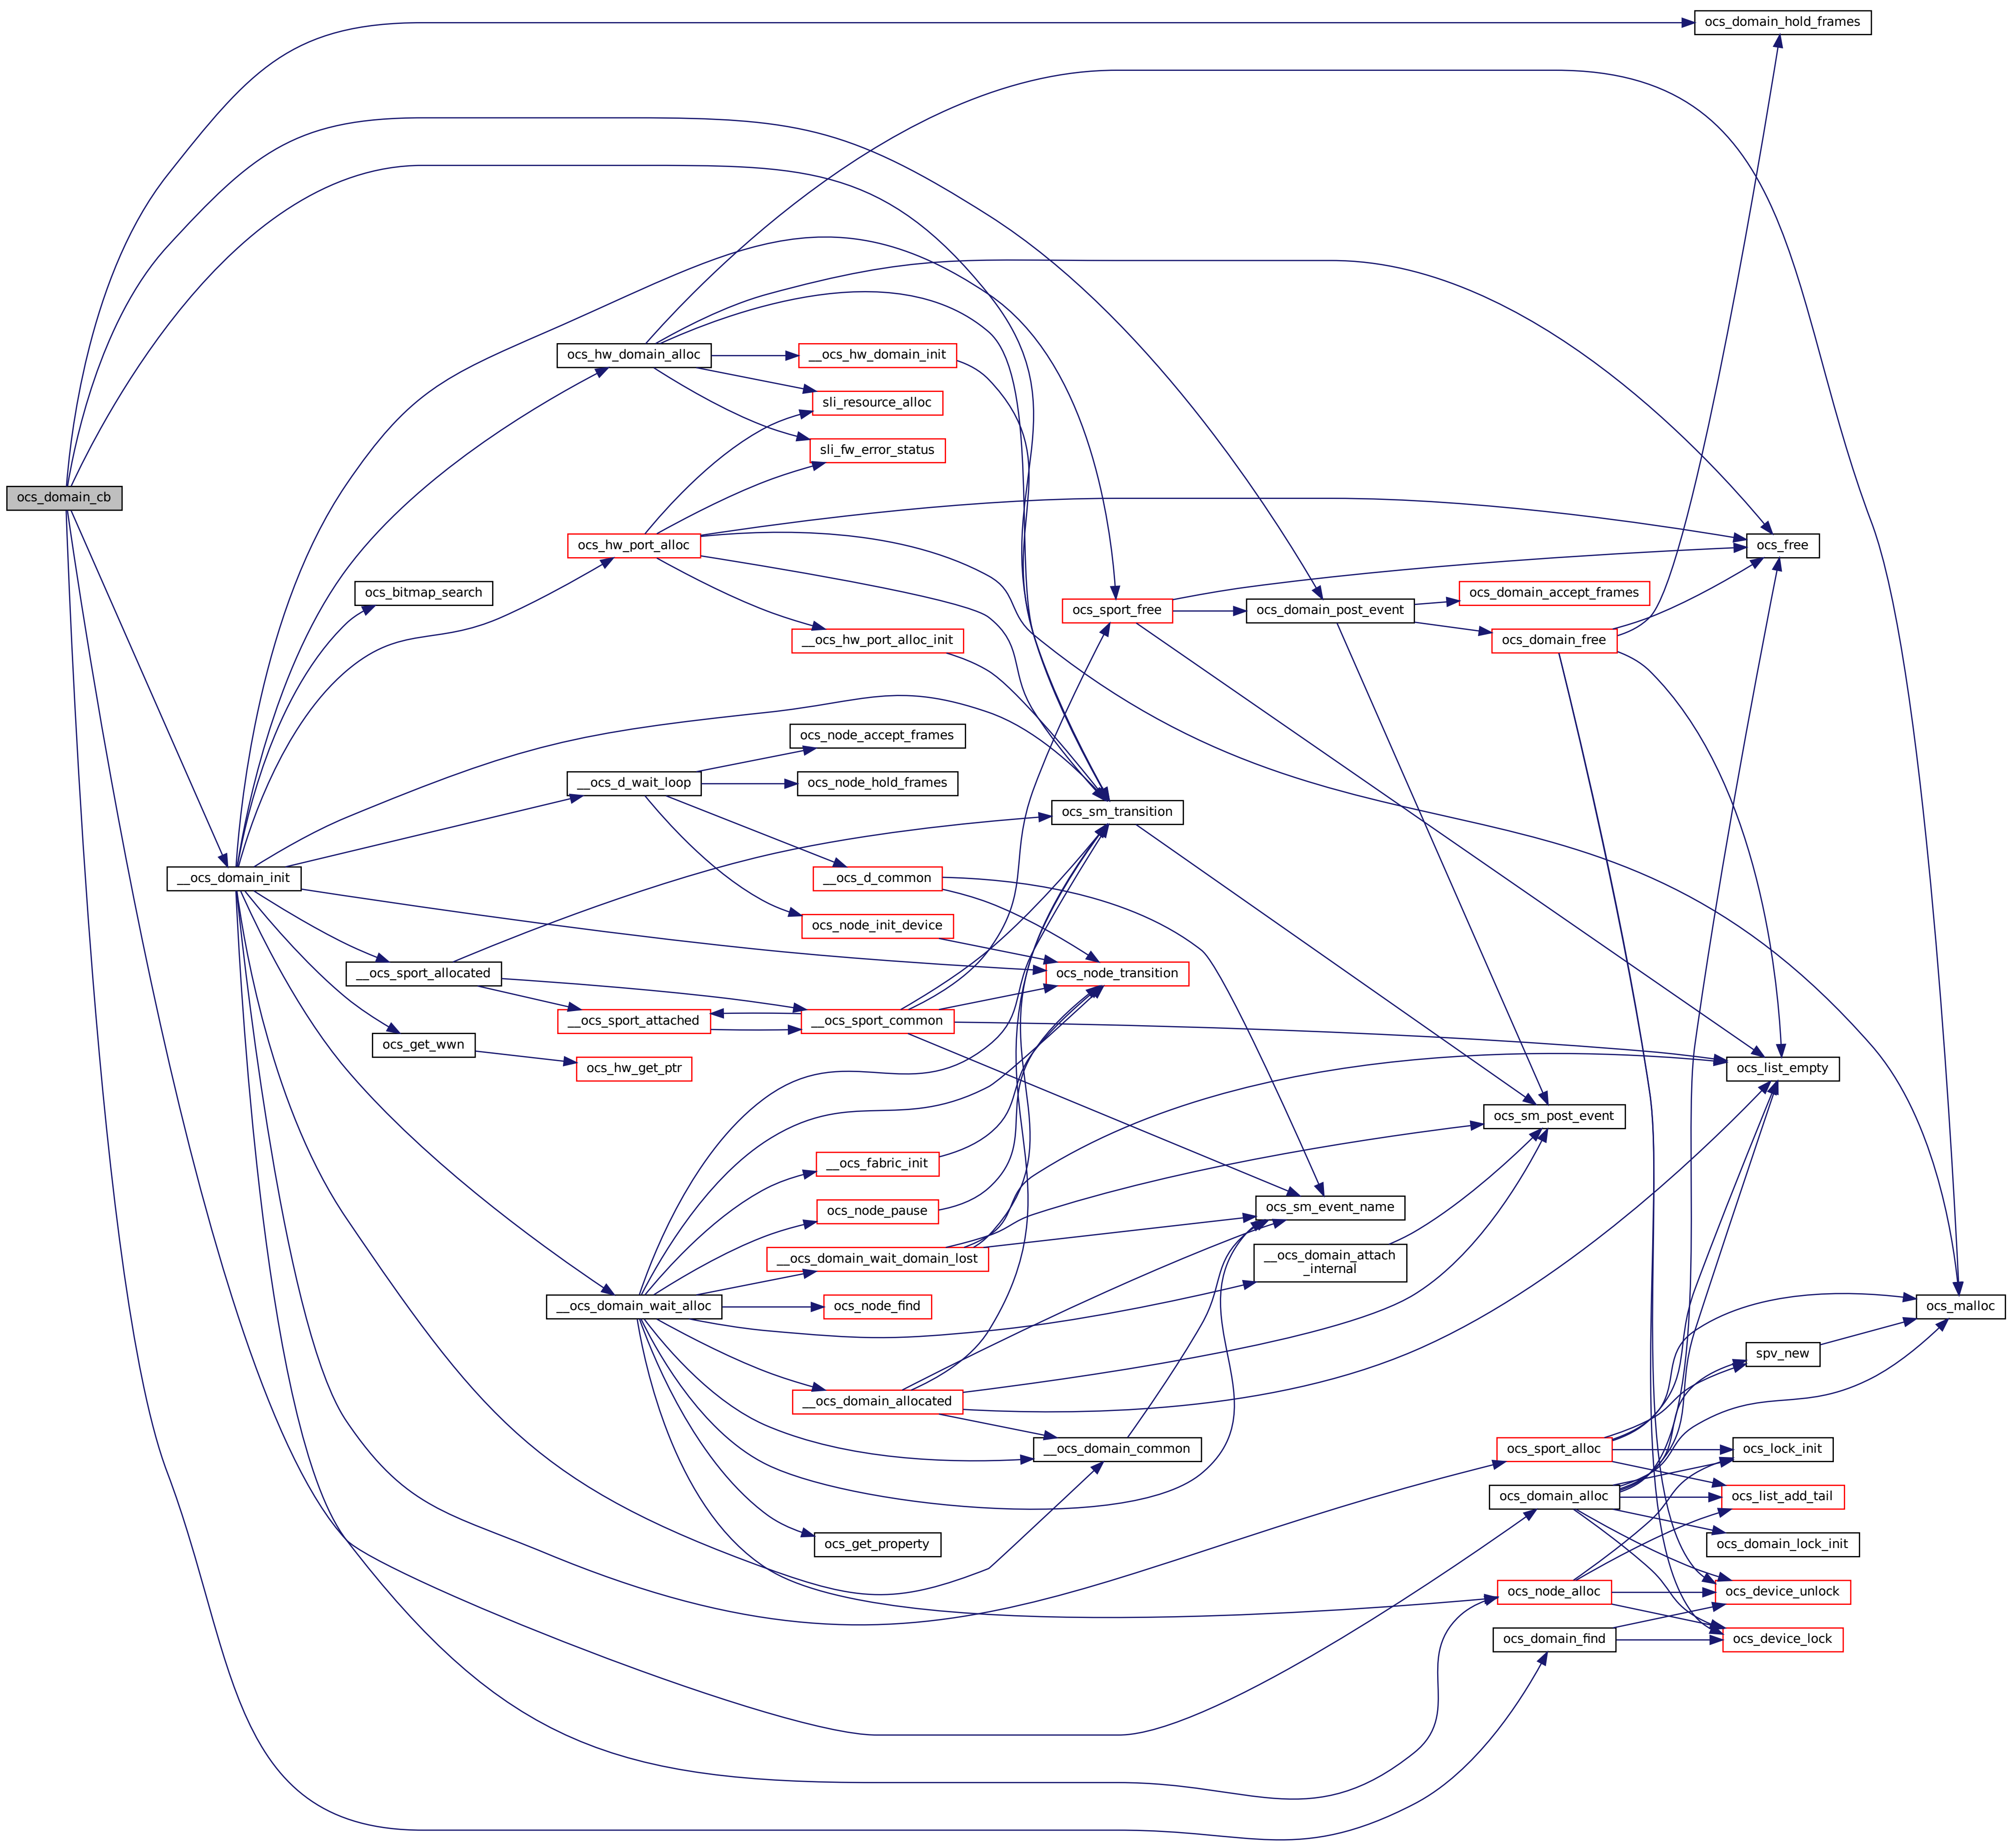 ocs_domain_hold_frames
ocs_hw_domain_alloc
__ocs_hw_domain_init
sli_resource_alloc
sli_fw_error_status
ocs_domain_cb
ocs_hw_port_alloc
ocs_free
ocs_bitmap_search
ocs_domain_accept_frames
ocs_sport_free
ocs_domain_post_event
__ocs_hw_port_alloc_init
ocs_domain_free
ocs_node_accept_frames
__ocs_d_wait_loop
ocs_node_hold_frames
ocs_sm_transition
__ocs_domain_init
__ocs_d_common
ocs_node_init_device
__ocs_sport_allocated
ocs_node_transition
__ocs_sport_attached
__ocs_sport_common
ocs_get_wwn
ocs_hw_get_ptr
ocs_list_empty
ocs_sm_post_event
__ocs_fabric_init
ocs_node_pause
ocs_sm_event_name
__ocs_domain_wait_domain_lost
__ocs_domain_attach
_internal
__ocs_domain_wait_alloc
ocs_node_find
ocs_malloc
spv_new
__ocs_domain_allocated
__ocs_domain_common
ocs_sport_alloc
ocs_lock_init
ocs_domain_alloc
ocs_list_add_tail
ocs_get_property
ocs_domain_lock_init
ocs_node_alloc
ocs_device_unlock
ocs_domain_find
ocs_device_lock